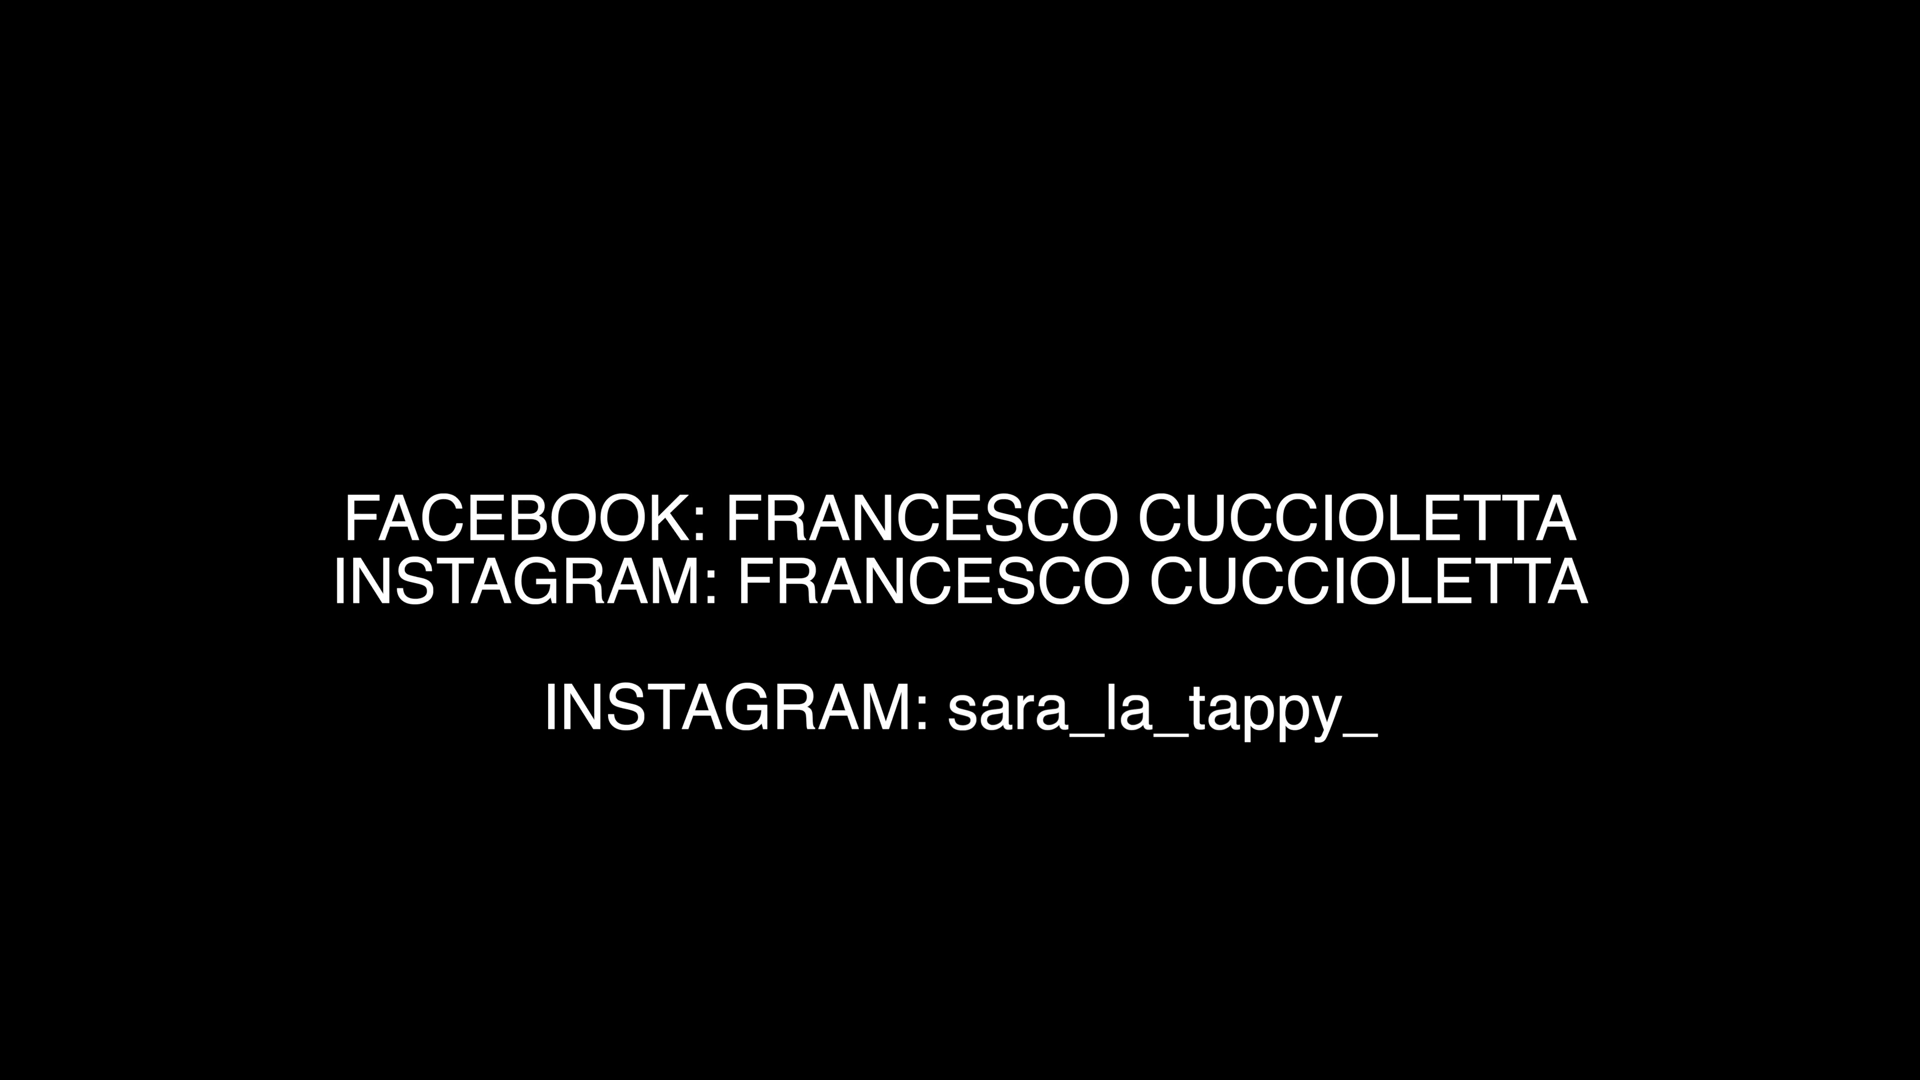 FACEBOOK: FRANCESCO CUCCIOLETTA
INSTAGRAM: FRANCESCO CUCCIOLETTA
INSTAGRAM: sara_la_tappy_